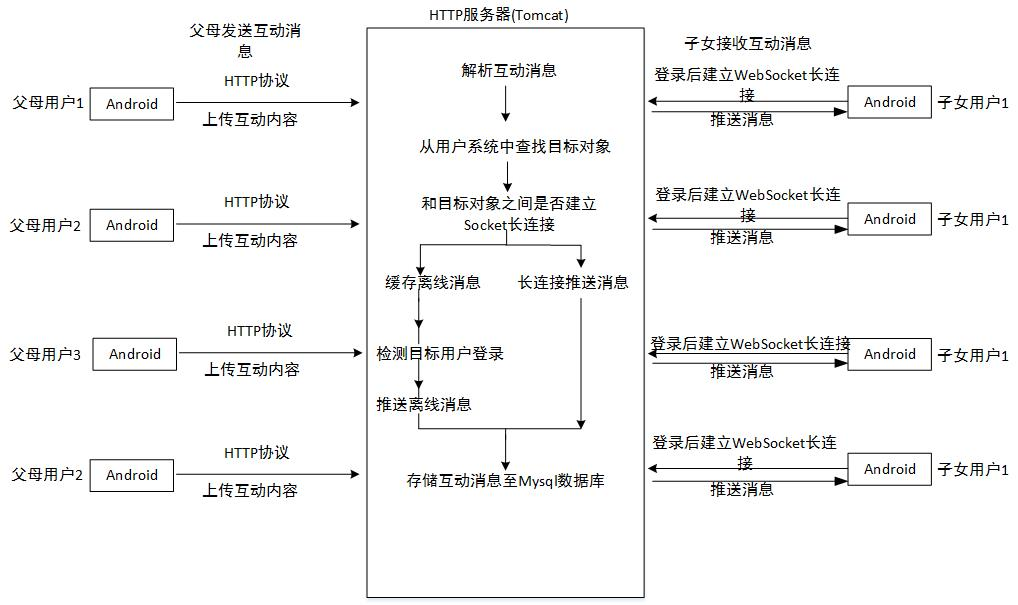 HTTP服务器(Tomcat)
父母发送互动消
息
子女接收互动消息
父母用户1
Android
HTTP协议
上传互动内容
登录后建立WebSocket长连
接
推送消息
Android
子女用户1
父母用户2
Android
HTTP协议
上传互动内容
登录后建立WebSocket长连
接
推送消息
Android
子女用户1
父母用户3
Android
HTTP协议
上传互动内容
登录后建立WebSocket长连接
推送消息
Android
子女用户1
父母用户2
Android
HTTP协议
上传互动内容
登录后建立WebSocket长连
接
推送消息
Android
子女用户1
解析互动消息
从用户系统中查找目标对象
和目标对象之间是否建立
Socket长连接
缓存离线消息
长连接推送消息
检测目标用户登录
推送离线消息
存储互动消息至Mysql数据库